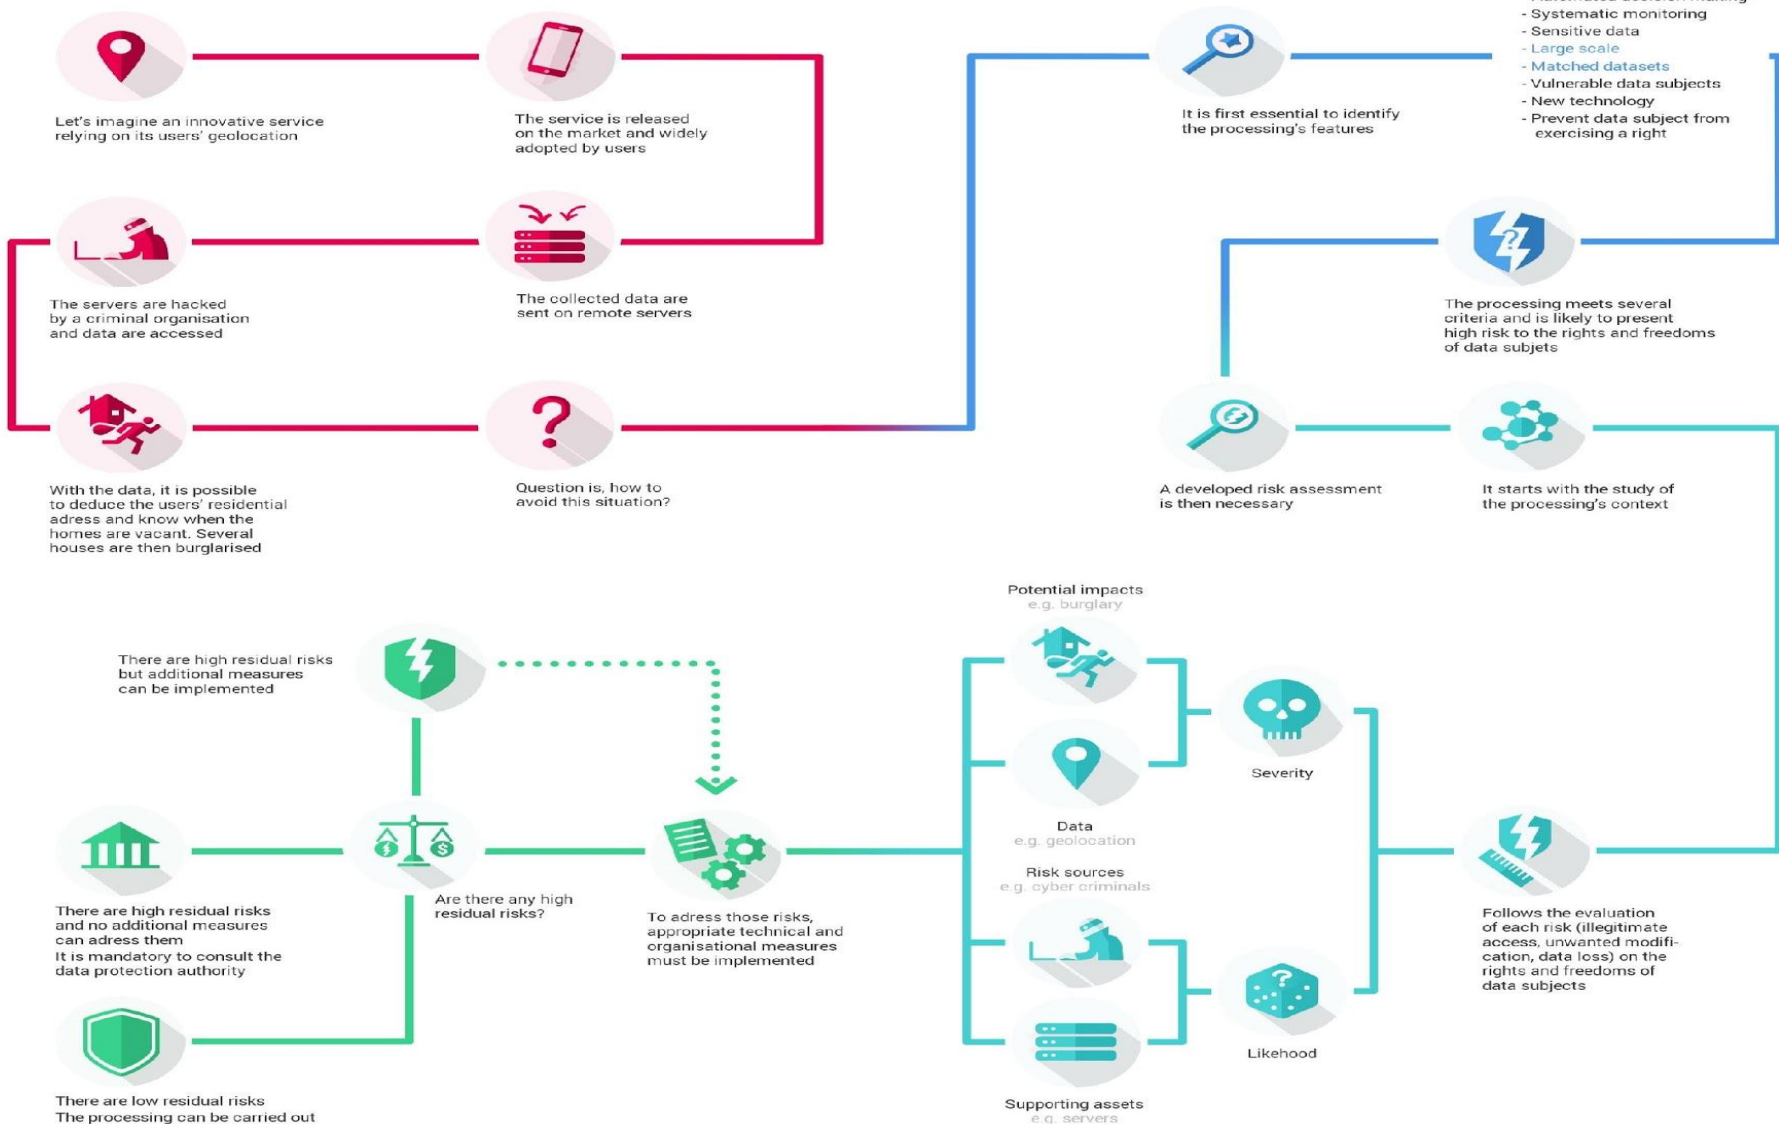 Let's imagine an innovative service
relying on its users' geolocation
The service is released
on the market and widely
adopted by users
The collected data are
sent on remote servers
The servers are hacked
by a criminal organisation
and data are accessed
With the data, it is possible
to deduce the users' residential
adress and know when the
homes are vacant. Several
houses are then burglarised
Question is, how to
avoid this situation?
It is first essential to identify
the processing's features
- Systematic monitoring
- Sensitive data
- Large scale
- Matched datasets
- Vulnerable data subjects
- New technology
- Prevent data subject from
exercising a right
The processing meets several
criteria and is likely to present
high risk to the rights and freedoms
of data subjets
A developed risk assessment
is then necessary
It starts with the study of
the processing's context
Follows the evaluation
of each risk (illegitimate
access, unwanted modifi-
cation, data loss) on the
rights and freedoms of
data subjects
Potential impacts
e.g. burglary
Severity
Data
e.g. geolocation
Risk sources
e.g. cyber criminals
Likehood
Supporting assets
e.g. servers
To adress those risks,
appropriate technical and
organisational measures
must be implemented
Are there any high
residual risks?
There are high residual risks
but additional measures
can be implemented
There are high residual risks
and no additional measures
can adress them
It is mandatory to consult the
data protection authority
There are low residual risks
The processing can be carried out